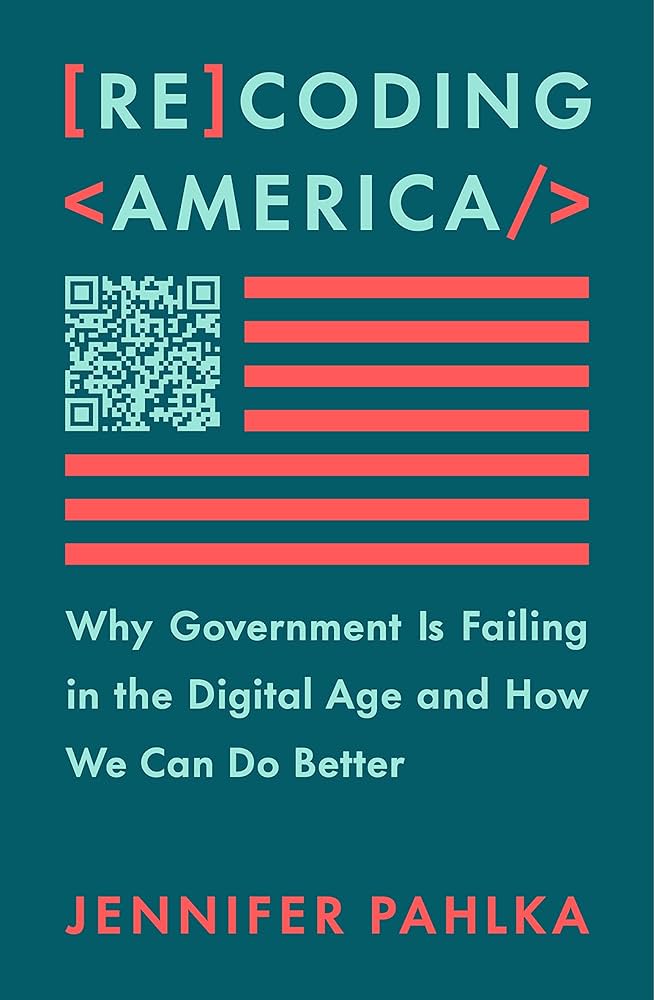 [RE]CODING
<AMERICA/>
Why Government Is Failing
in the Digital Age and How
We Can Do Better
JENNIFER PAHLKA